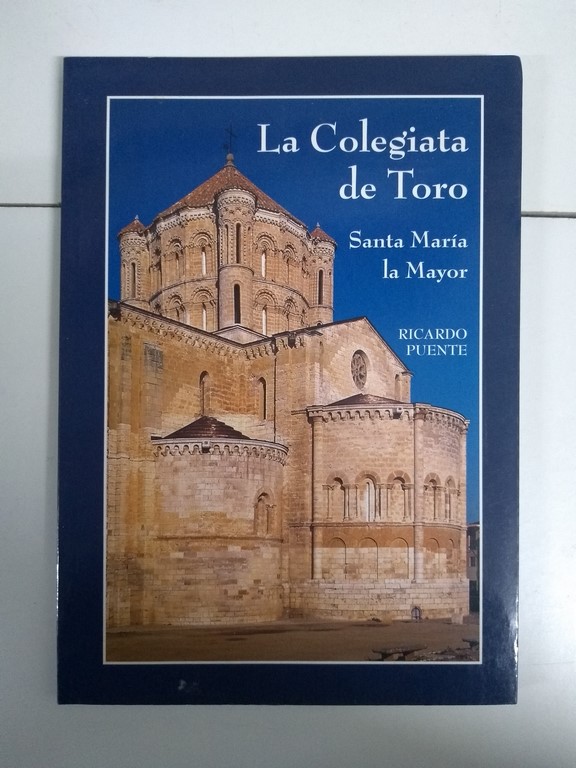 La Colegiata
de Toro
Santa María
la Mayor
RICARDO
PUENTE